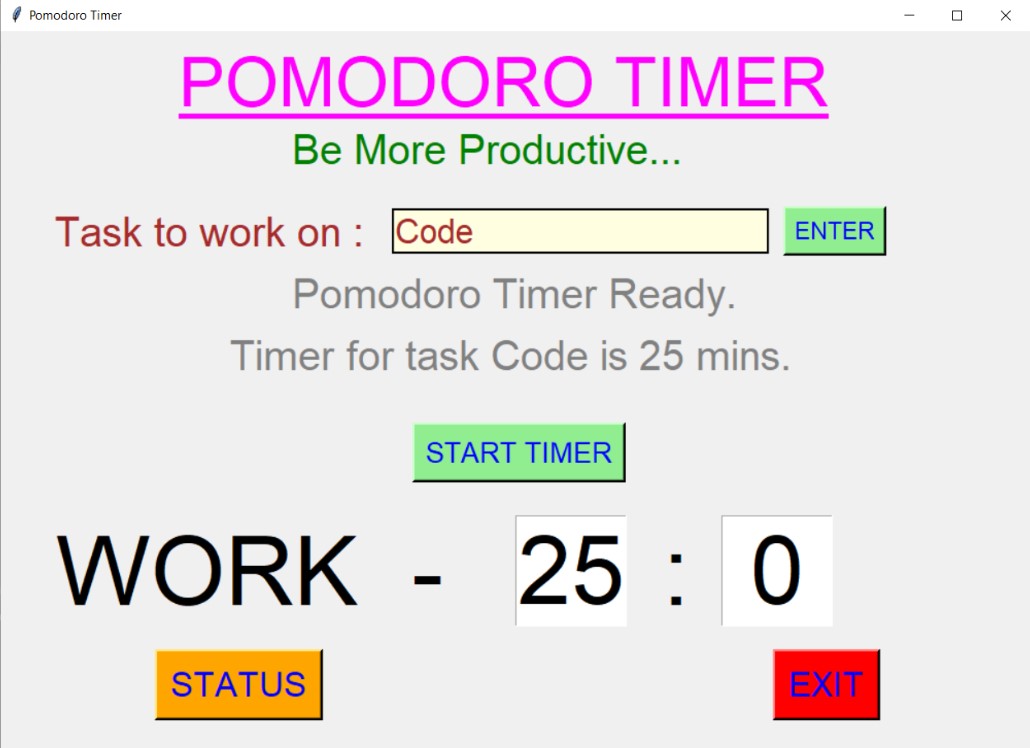 Pomodoro Timer
POMODORO TIMER
Be More Productive...
Task to work on : Code ENTER
Pomodoro Timer Ready.
Timer for task Code is 25 mins.
START TIMER
WORK - 25 : 0
STATUS EXIT